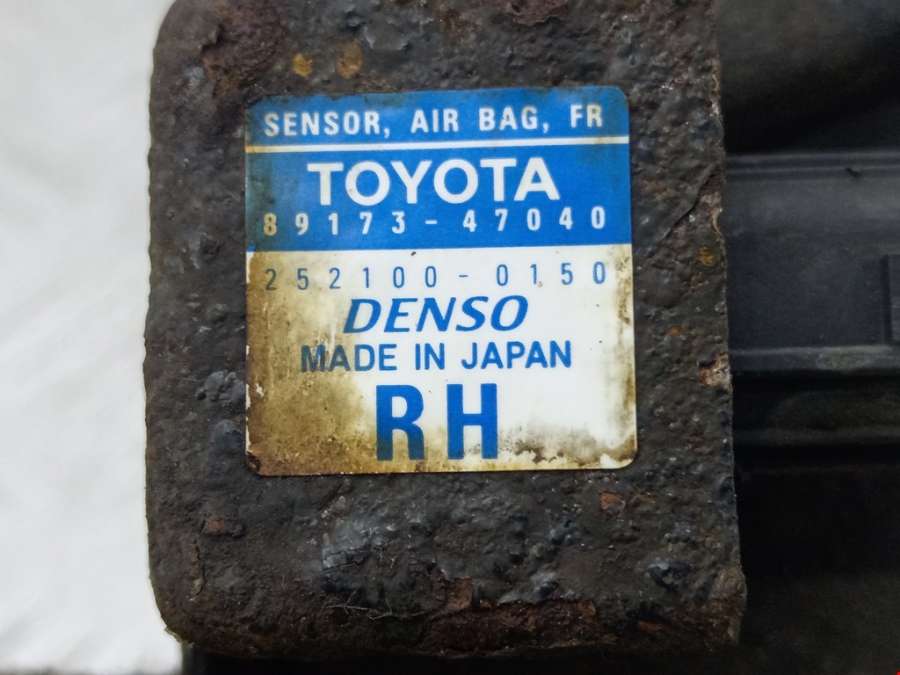 SENSOR, AIR BAG, FR
TOYOTA
89173-47040
252100-0150
DENSO
MADE IN JAPAN
RH